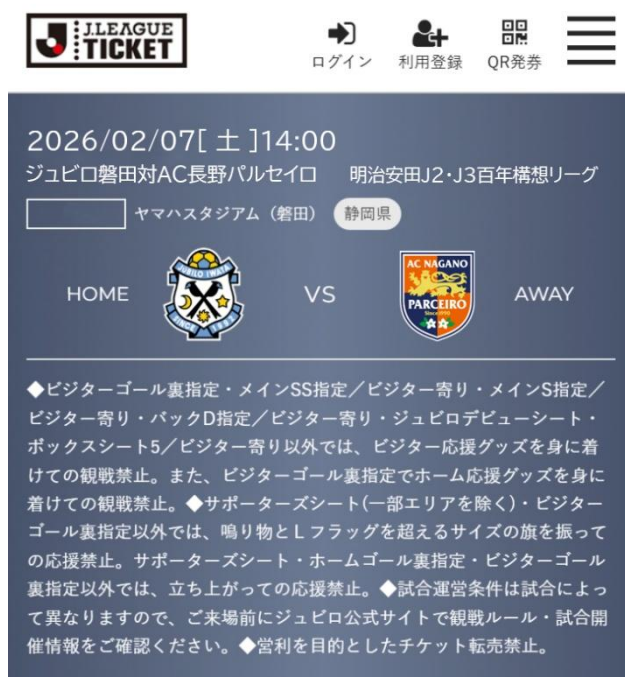 J.LEAGUE
TICKET
ログイン
利用登録
QR発券
2026/02/07[ 土 ]14:00
ジュビロ磐田対AC長野パルセイロ 明治安田J2・J3百年構想リーグ
ヤマハスタジアム（磐田） 静岡県
HOME
JUBILO IWATA
SINCE 1993
VS
AC NAGANO
PARCEIRO
Since1990
AWAY
◆ビジターゴール裏指定・メインSS指定／ビジター寄り・メインS指定／
ビジター寄り・バックD指定／ビジター寄り・ジュビロデビューシート・
ボックスシート5／ビジター寄り以外では、ビジター応援グッズを身に着
けての観戦禁止。また、ビジターゴール裏指定でホーム応援グッズを身に
着けての観戦禁止。◆サポーターズシート(一部エリアを除く)・ビジター
ゴール裏指定以外では、鳴り物とＬフラッグを超えるサイズの旗を振って
の応援禁止。サポーターズシート・ホームゴール裏指定・ビジターゴール
裏指定以外では、立ち上がっての応援禁止。◆試合運営条件は試合によっ
て異なりますので、ご来場前にジュビロ公式サイトで観戦ルール・試合開
催情報をご確認ください。◆営利を目的としたチケット転売禁止。